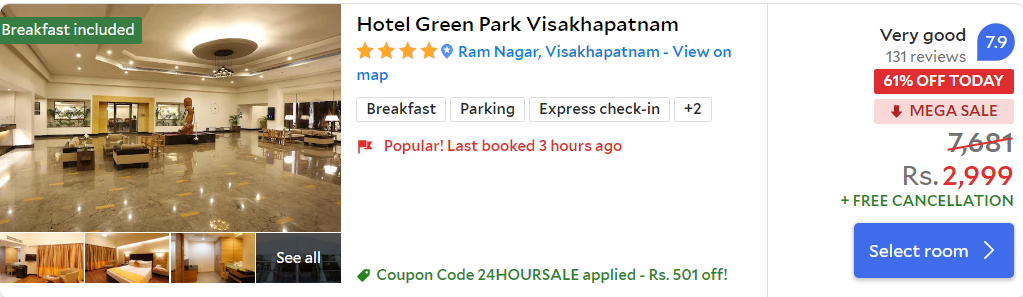 Breakfast included
Hotel Green Park Visakhapatnam
Ram Nagar, Visakhapatnam - View on
map
Breakfast
Parking
Express check-in
+2
Popular! Last booked 3 hours ago
See all
Coupon Code 24HOURSALE applied - Rs. 501 off!
Very good
131 reviews
7.9
61% OFF TODAY
MEGA SALE
7,681
Rs. 2,999
+ FREE CANCELLATION
Select room